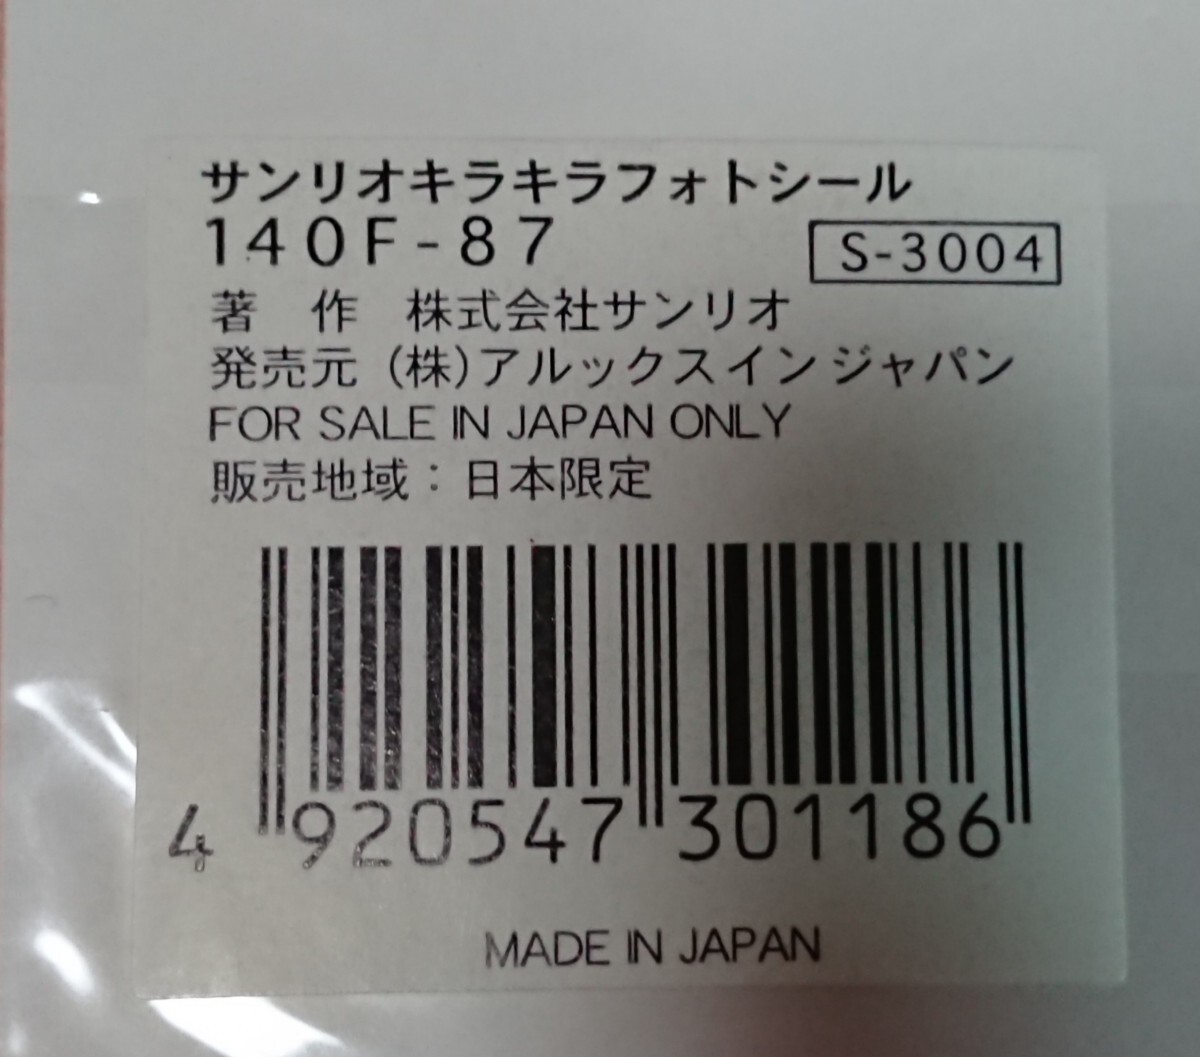 サンリオキラキラフォトシール
140F-87
S-3004
著　作　株式会社サンリオ
発売元 (株)アルックスインジャパン
FOR SALE IN JAPAN ONLY
販売地域：日本限定
4 920547 301186
MADE IN JAPAN